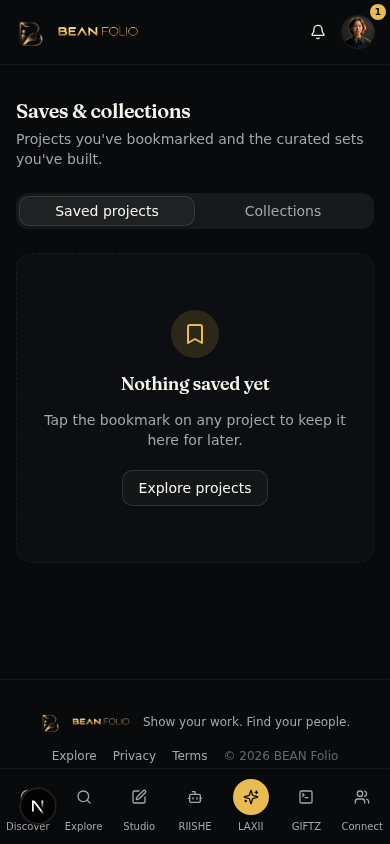 BEAN FOLIO
1
Saves & collections
Projects you've bookmarked and the curated sets
you've built.
Saved projects Collections
Nothing saved yet
Tap the bookmark on any project to keep it
here for later.
Explore projects
BEAN FOLIO Show your work. Find your people.
Explore Privacy Terms © 2026 BEAN Folio
N
Discover Explore Studio RIISHE LAXII GIFTZ Connect